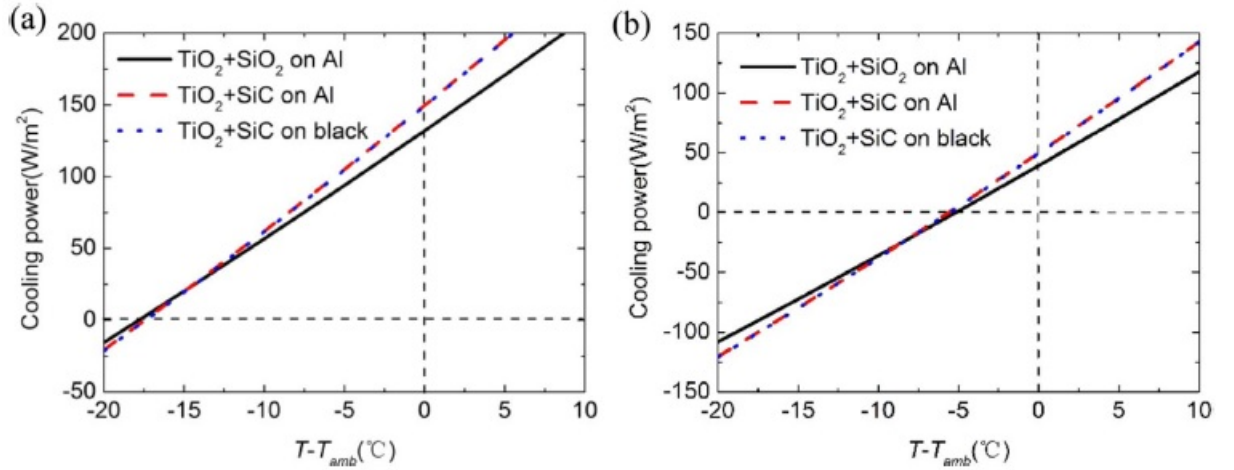 (a)
200
150
100
50
0
-50
TiO₂+SiO₂ on Al
TiO₂+SiC on Al
TiO₂+SiC on black
Cooling power(W/m²)
-20 -15 -10 -5 0 5 10
T-Tₐₘb(℃)
(b)
150
100
50
0
-50
-100
-150
TiO₂+SiO₂ on Al
TiO₂+SiC on Al
TiO₂+SiC on black
Cooling power(W/m²)
-20 -15 -10 -5 0 5 10
T-Tₐₘb(℃)